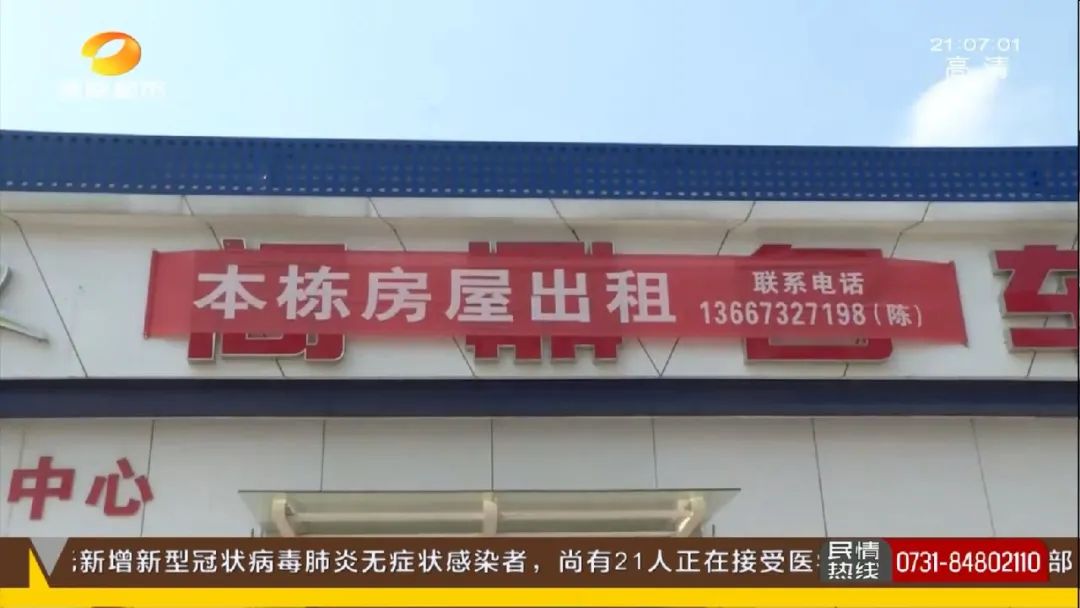 21:07:01
高清
本栋房屋出租
联系电话
13667327198（陈）
车
中心
新增新型冠状病毒肺炎无症状感染者，尚有21人正在接受医
民情热线
0731-84802110
部